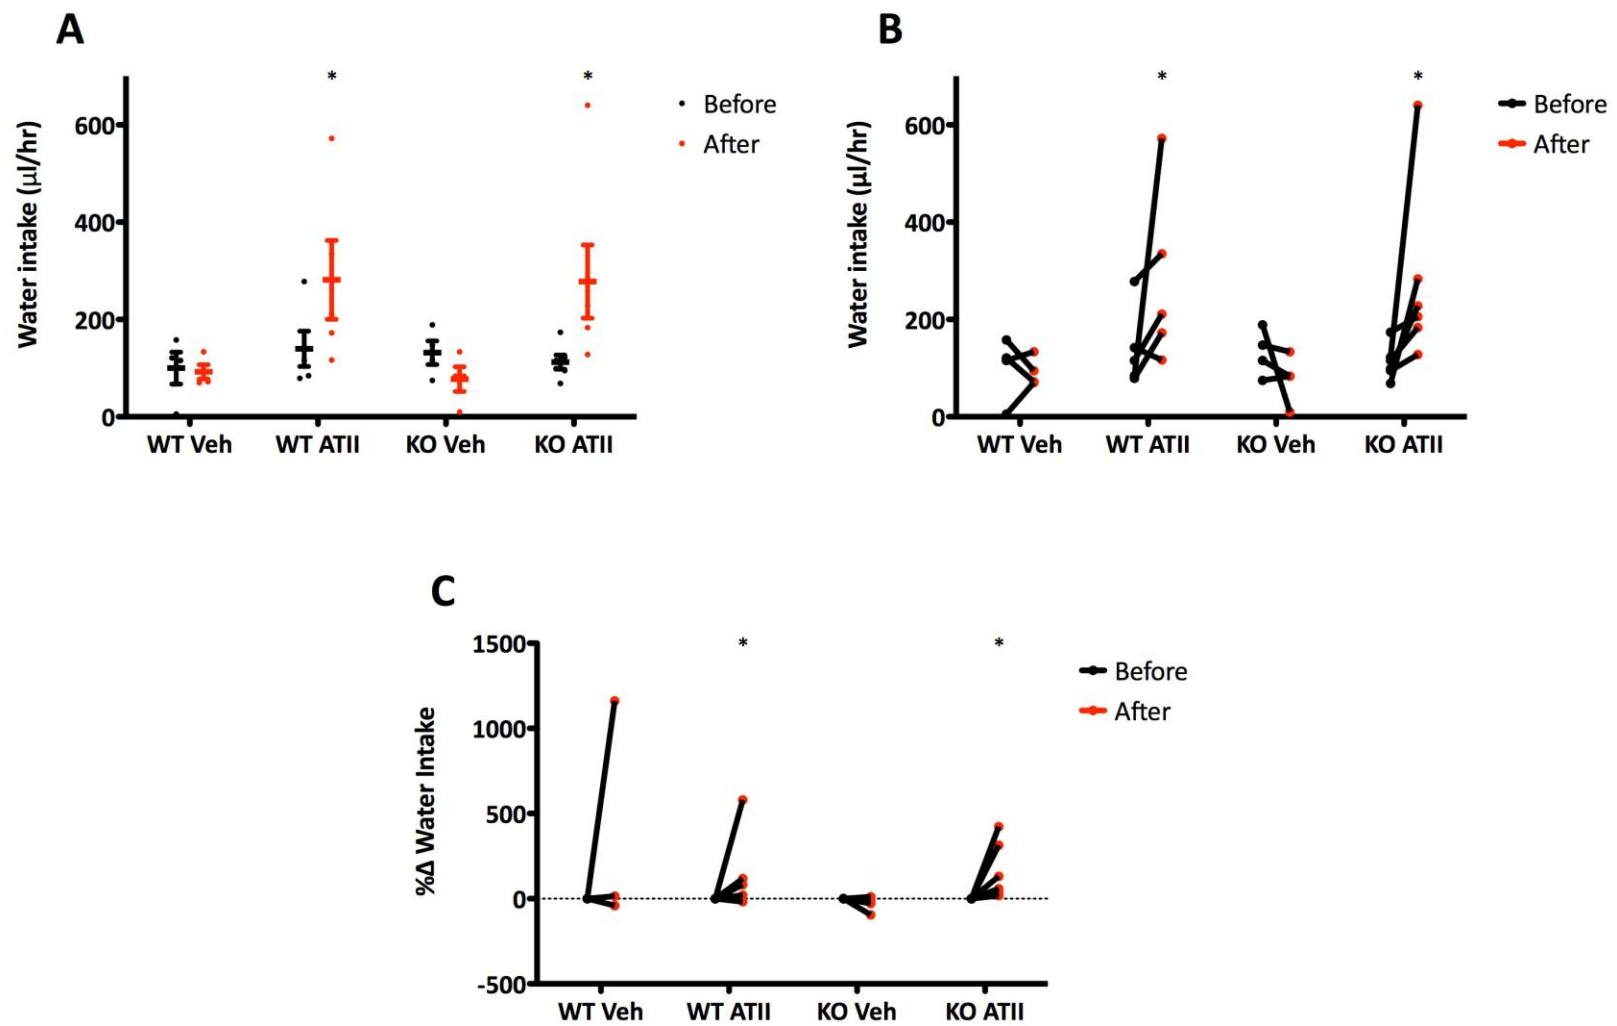 A
*
*
Before
After
600
400
200
0
Water intake (µl/hr)
WT Veh
WT ATII
KO Veh
KO ATII
B
*
*
Before
After
600
400
200
0
Water intake (µl/hr)
WT Veh
WT ATII
KO Veh
KO ATII
C
*
*
Before
After
1500
1000
500
0
-500
%Δ Water Intake
WT Veh
WT ATII
KO Veh
KO ATII